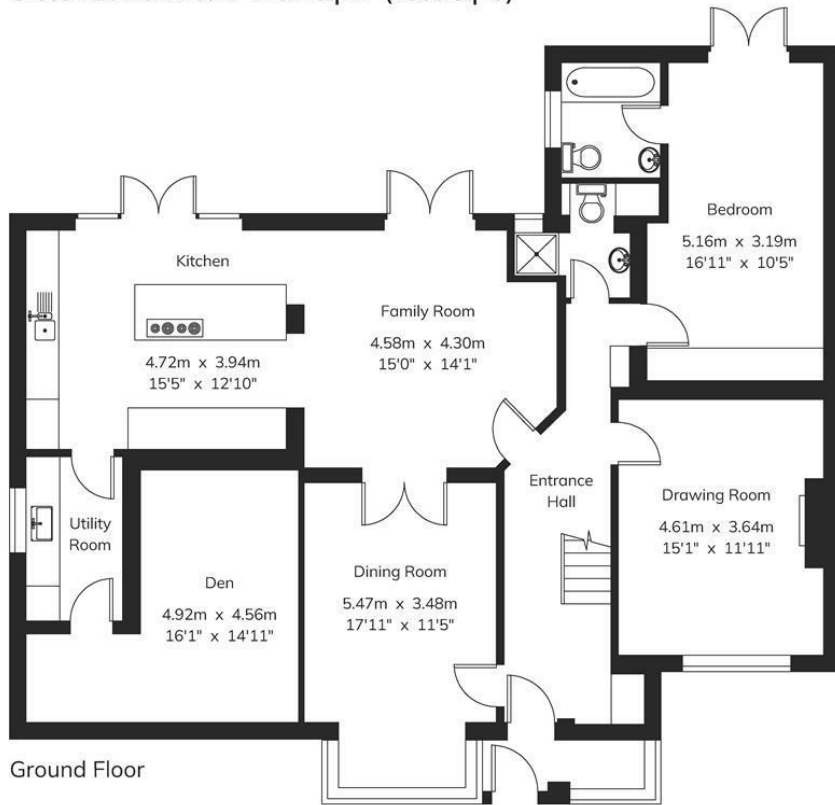 Bedroom
5.16m x 3.19m
16'11" x 10'5"
Kitchen
4.72m x 3.94m
15'5" x 12'10"
Family Room
4.58m x 4.30m
15'0" x 14'1"
Entrance
Hall
Drawing Room
4.61m x 3.64m
15'1" x 11'11"
Utility
Room
Den
4.92m x 4.56m
16'1" x 14'11"
Dining Room
5.47m x 3.48m
17'11" x 11'5"
Ground Floor